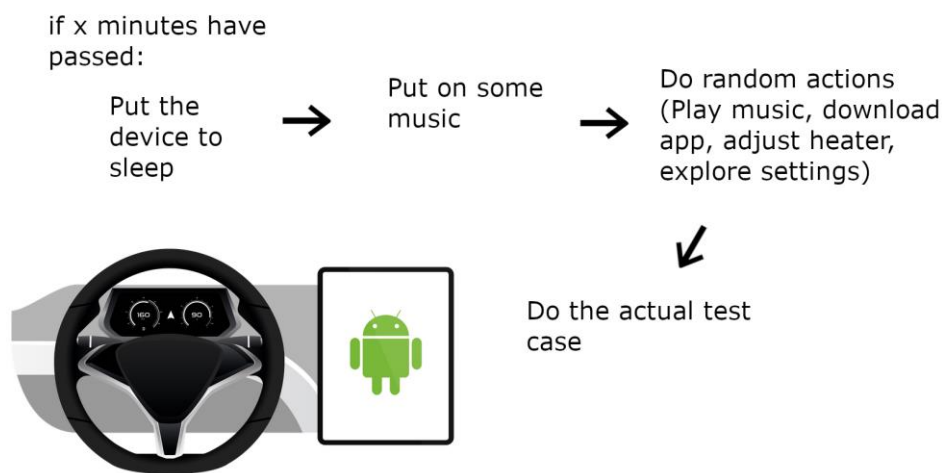 if x minutes have
passed:
Put the
device to
sleep
Put on some
music
Do random actions
(Play music, download
app, adjust heater,
explore settings)
Do the actual test
case
160
90